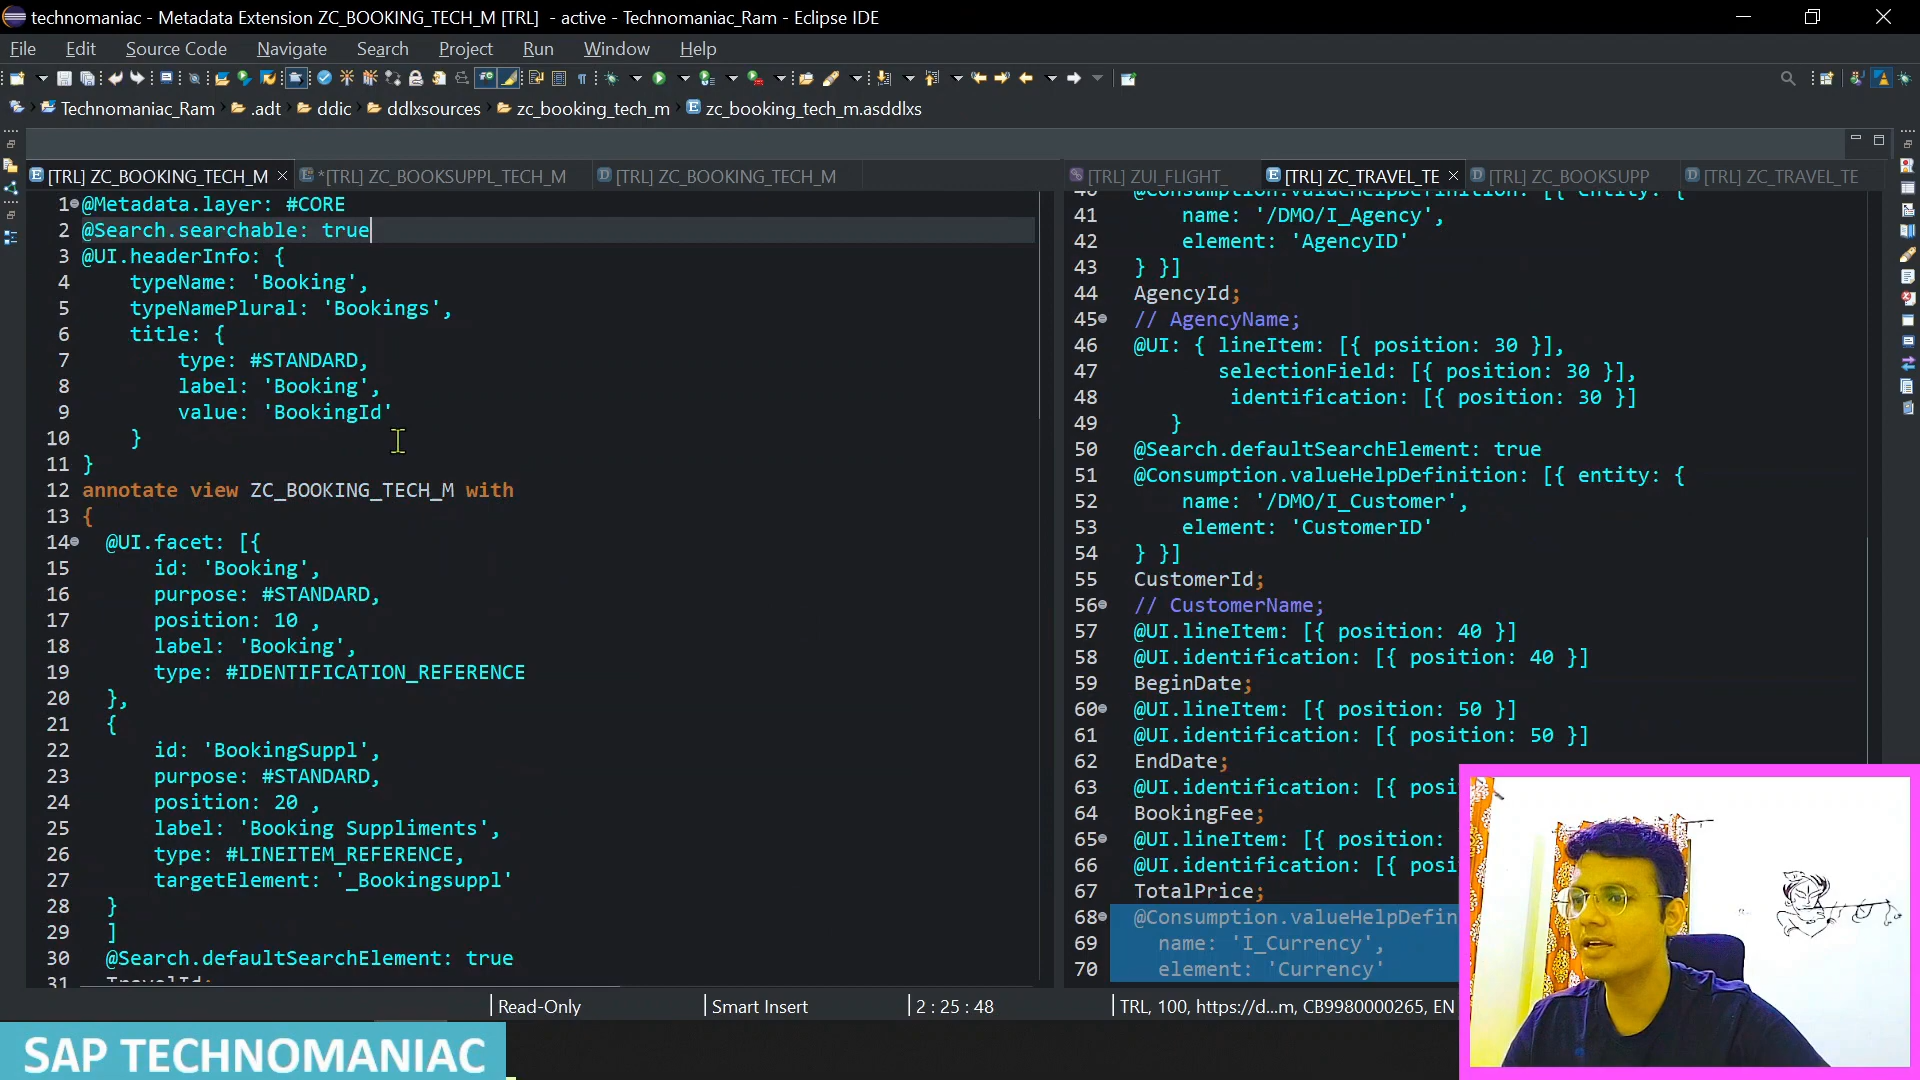 technomaniac - Metadata Extension ZC_BOOKING_TECH_M [TRL] - active - Technomaniac_Ram - Eclipse IDE
File Edit Source Code Navigate Search Project Run Window Help
Technomaniac_Ram .adt ddic ddlxsources zc_booking_tech_m zc_booking_tech_m.asddlxs
[TRL] ZC_BOOKING_TECH_M *[TRL] ZC_BOOKSUPPL_TECH_M [TRL] ZC_BOOKING_TECH_M
1 @Metadata.layer: #CORE
2 @Search.searchable: true
3 @UI.headerInfo: {
4 typeName: 'Booking',
5 typeNamePlural: 'Bookings',
6 title: {
7 type: #STANDARD,
8 label: 'Booking',
9 value: 'BookingId'
10 }
11 }
12 annotate view ZC_BOOKING_TECH_M with
13 {
14 @UI.facet: [{
15 id: 'Booking',
16 purpose: #STANDARD,
17 position: 10 ,
18 label: 'Booking',
19 type: #IDENTIFICATION_REFERENCE
20 },
21 {
22 id: 'BookingSuppl',
23 purpose: #STANDARD,
24 position: 20 ,
25 label: 'Booking Suppliments',
26 type: #LINEITEM_REFERENCE,
27 targetElement: '_Bookingsuppl'
28 }
29 ]
30 @Search.defaultSearchElement: true
31 TravelId;
[TRL] ZUI_FLIGHT_ [TRL] ZC_TRAVEL_TE [TRL] ZC_BOOKSUPP [TRL] ZC_TRAVEL_TE
40 @Consumption.valueHelpDefinition: [{ entity: {
41 name: '/DMO/I_Agency',
42 element: 'AgencyID'
43 } }]
44 AgencyId;
45 // AgencyName;
46 @UI: { lineItem: [{ position: 30 }],
47 selectionField: [{ position: 30 }],
48 identification: [{ position: 30 }]
49 }
50 @Search.defaultSearchElement: true
51 @Consumption.valueHelpDefinition: [{ entity: {
52 name: '/DMO/I_Customer',
53 element: 'CustomerID'
54 } }]
55 CustomerId;
56 // CustomerName;
57 @UI.lineItem: [{ position: 40 }]
58 @UI.identification: [{ position: 40 }]
59 BeginDate;
60 @UI.lineItem: [{ position: 50 }]
61 @UI.identification: [{ position: 50 }]
62 EndDate;
63 @UI.identification: [{ posi
64 BookingFee;
65 @UI.lineItem: [{ position:
66 @UI.identification: [{ posi
67 TotalPrice;
68 @Consumption.valueHelpDefin
69 name: 'I_Currency',
70 element: 'Currency'
Read-Only Smart Insert 2 : 25 : 48 TRL, 100, https://d...m, CB9980000265, EN
SAP TECHNOMANIAC